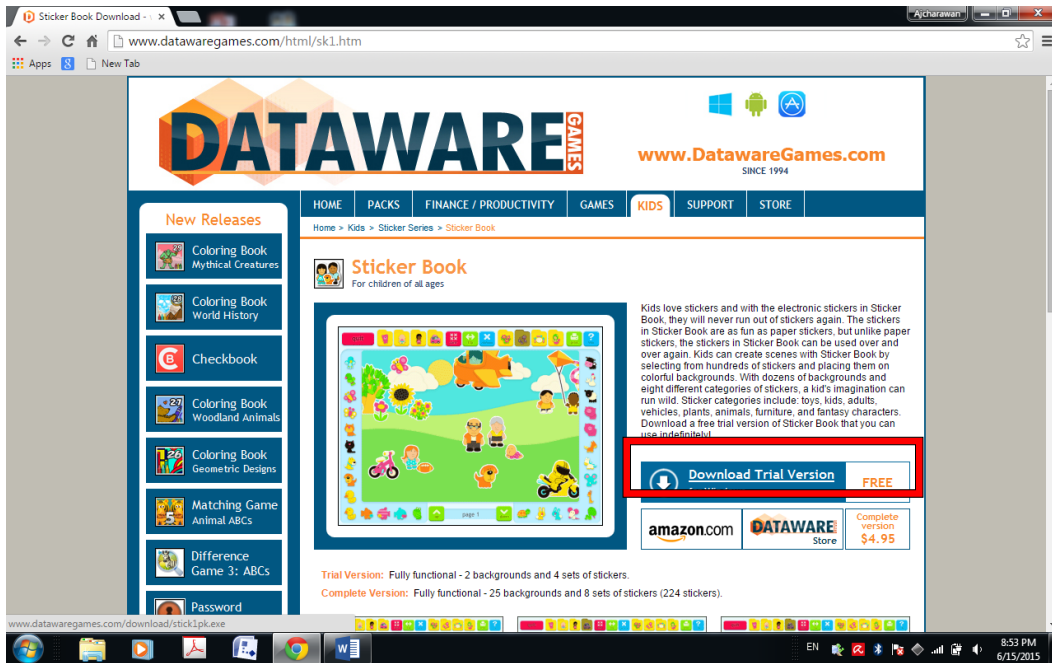 Sticker Book Download -
Ajcharawan
www.datawaregames.com/html/sk1.htm
Apps
New Tab
DATAWARE GAMES
www.DatawareGames.com
SINCE 1994
HOME PACKS FINANCE / PRODUCTIVITY GAMES KIDS SUPPORT STORE
Home > Kids > Sticker Series > Sticker Book
New Releases
Coloring Book
Mythical Creatures
Coloring Book
World History
Checkbook
Coloring Book
Woodland Animals
Coloring Book
Geometric Designs
Matching Game
Animal ABCs
Difference
Game 3: ABCs
Password
Sticker Book
For children of all ages
page 1
Kids love stickers and with the electronic stickers in Sticker
Book, they will never run out of stickers again. The stickers
in Sticker Book are as fun as paper stickers, but unlike paper
stickers, the stickers in Sticker Book can be used over and
over again. Kids can create scenes with Sticker Book by
selecting from hundreds of stickers and placing them on
colorful backgrounds. With dozens of backgrounds and
eight different categories of stickers, a kid's imagination can
run wild. Sticker categories include: toys, kids, adults,
vehicles, plants, animals, furniture, and fantasy characters.
Download a free trial version of Sticker Book that you can
use indefinitely!
Download Trial Version
FREE
amazon.com
DATAWARE
Store
Complete
version
$4.95
Trial Version: Fully functional - 2 backgrounds and 4 sets of stickers.
Complete Version: Fully functional - 25 backgrounds and 8 sets of stickers (224 stickers).
www.datawaregames.com/download/stick1pk.exe
EN
8:53 PM
6/15/2015